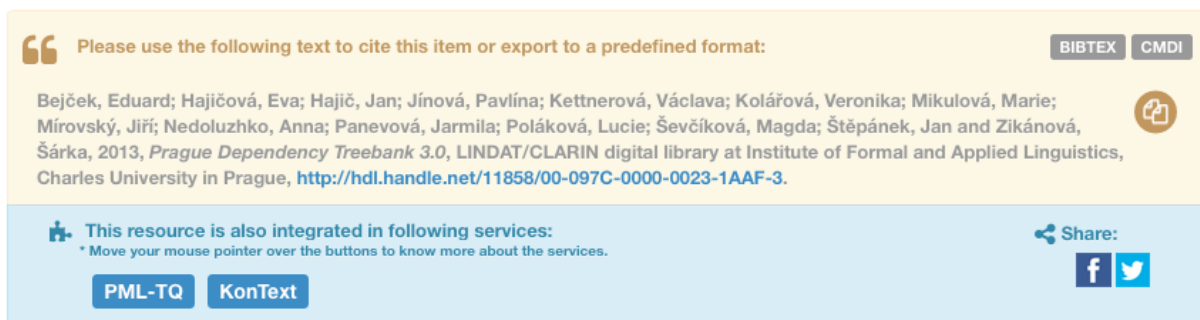 Please use the following text to cite this item or export to a predefined format:
BIBTEX CMDI
Bejček, Eduard; Hajičová, Eva; Hajič, Jan; Jínová, Pavlína; Kettnerová, Václava; Kolářová, Veronika; Mikulová, Marie;
Mírovský, Jiří; Nedoluzhko, Anna; Panevová, Jarmila; Poláková, Lucie; Ševčíková, Magda; Štěpánek, Jan and Zikánová,
Šárka, 2013, Prague Dependency Treebank 3.0, LINDAT/CLARIN digital library at Institute of Formal and Applied Linguistics,
Charles University in Prague, http://hdl.handle.net/11858/00-097C-0000-0023-1AAF-3.
This resource is also integrated in following services:
* Move your mouse pointer over the buttons to know more about the services.
PML-TQ KonText
Share: